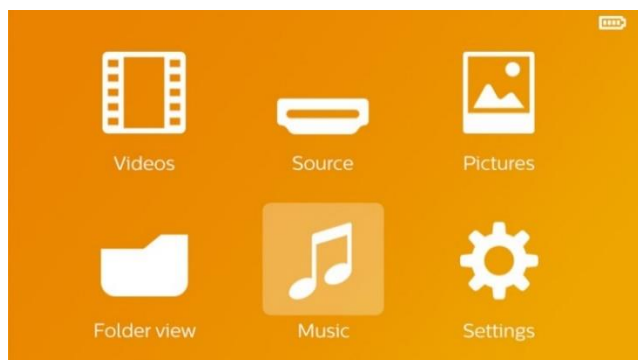 Videos
Source
Pictures
Folder view
Music
Settings